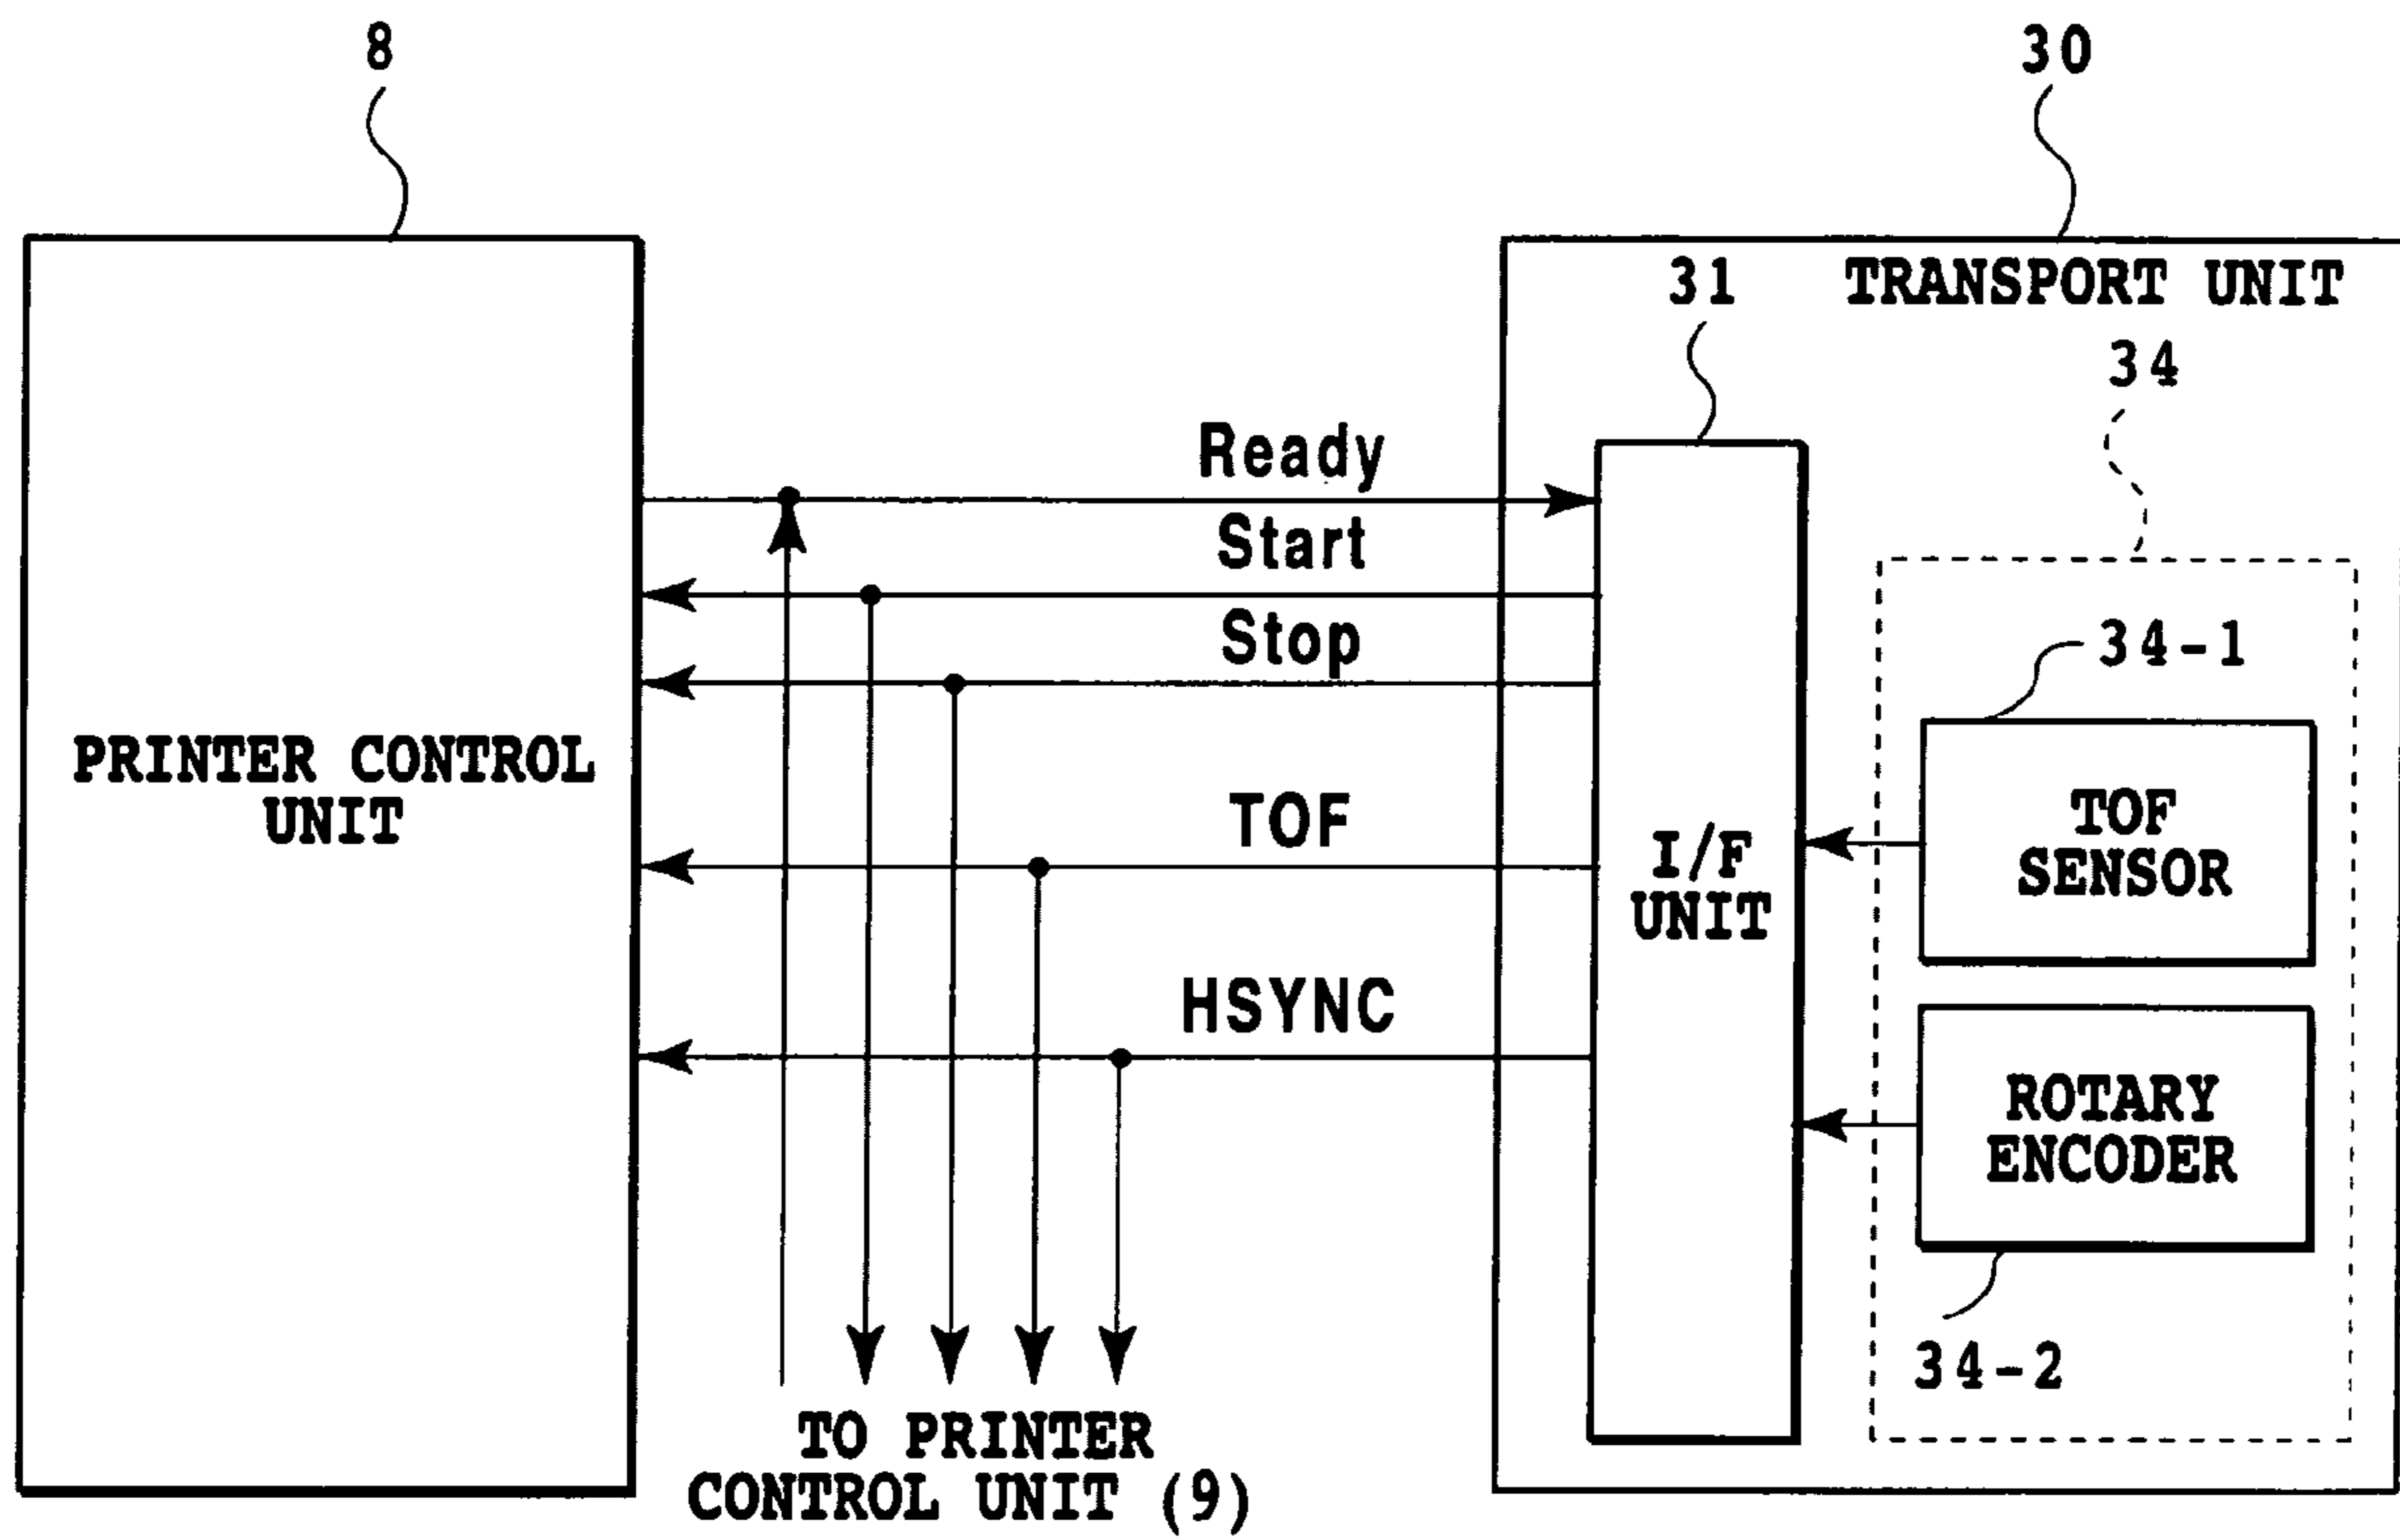 8
30
31
TRANSPORT UNIT
34
Ready
Start
Stop
34-1
PRINTER CONTROL
UNIT
TOF
TOF
SENSOR
I/F
UNIT
HSYNC
ROTARY
ENCODER
34-2
TO PRINTER
CONTROL UNIT (9)